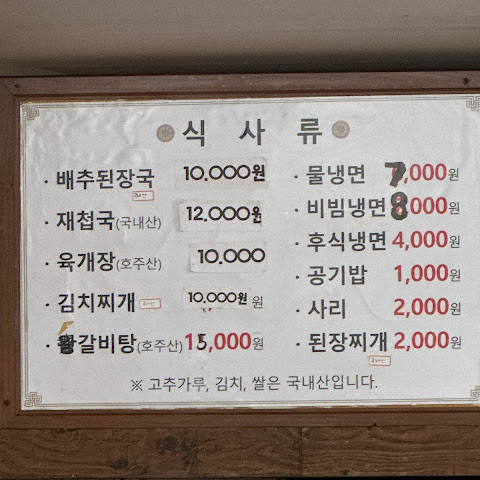 식 사 류
· 배추된장국 10,000원
· 재첩국(국내산) 12,000원
· 육개장(호주산) 10,000
· 김치찌개 10,000원 원
· 왕갈비탕(호주산) 15,000원
· 물냉면 7,000원
· 비빔냉면 8,000원
· 후식냉면 4,000원
· 공기밥 1,000원
· 사리 2,000원
· 된장찌개 2,000원
※ 고추가루, 김치, 쌀은 국내산입니다.